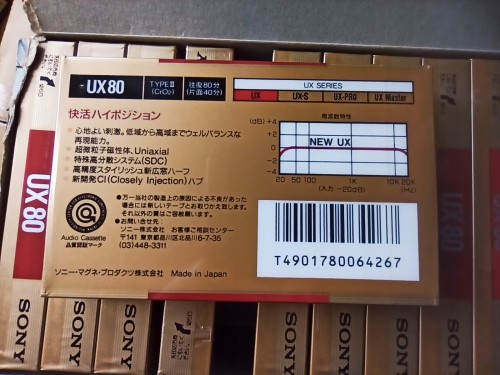 UX80
TYPE Ⅱ
(CrO₂)
往復80分
(片面40分)
UX SERIES
UX
UX-S
UX-PRO
UX Master
快活ハイポジション
・心地よい刺激。低域から高域までウェルバランスな
再現能力。
・超微粒子磁性体、Uniaxial
・特殊高分散システム(SDC)
・高精度スタイリッシュ新広窓ハーフ
・新開発CI(Closely Injection)ハブ
周波数特性
(dB)
+4
+2
0
-2
-4
NEW UX
20 50 100 1K 10K 20K
(入力 -20dB)
(Hz)
●万一当社の製造上の原因による不良があった
場合には新しいテープとお取りかえいたします。
それ以外の責はご容赦願います。
●お問い合せ先:
ソニー株式会社 お客様ご相談センター
〒141 東京都品川区北品川6-7-35
(03)448-3311
Audio Cassette
品質認証マーク
T4901780064267
ソニー・マグネ・プロダクツ株式会社 Made in Japan
UX80
UX80
SONY
SONY
SONY
SONY
SONY
SONY
SONY
SONY